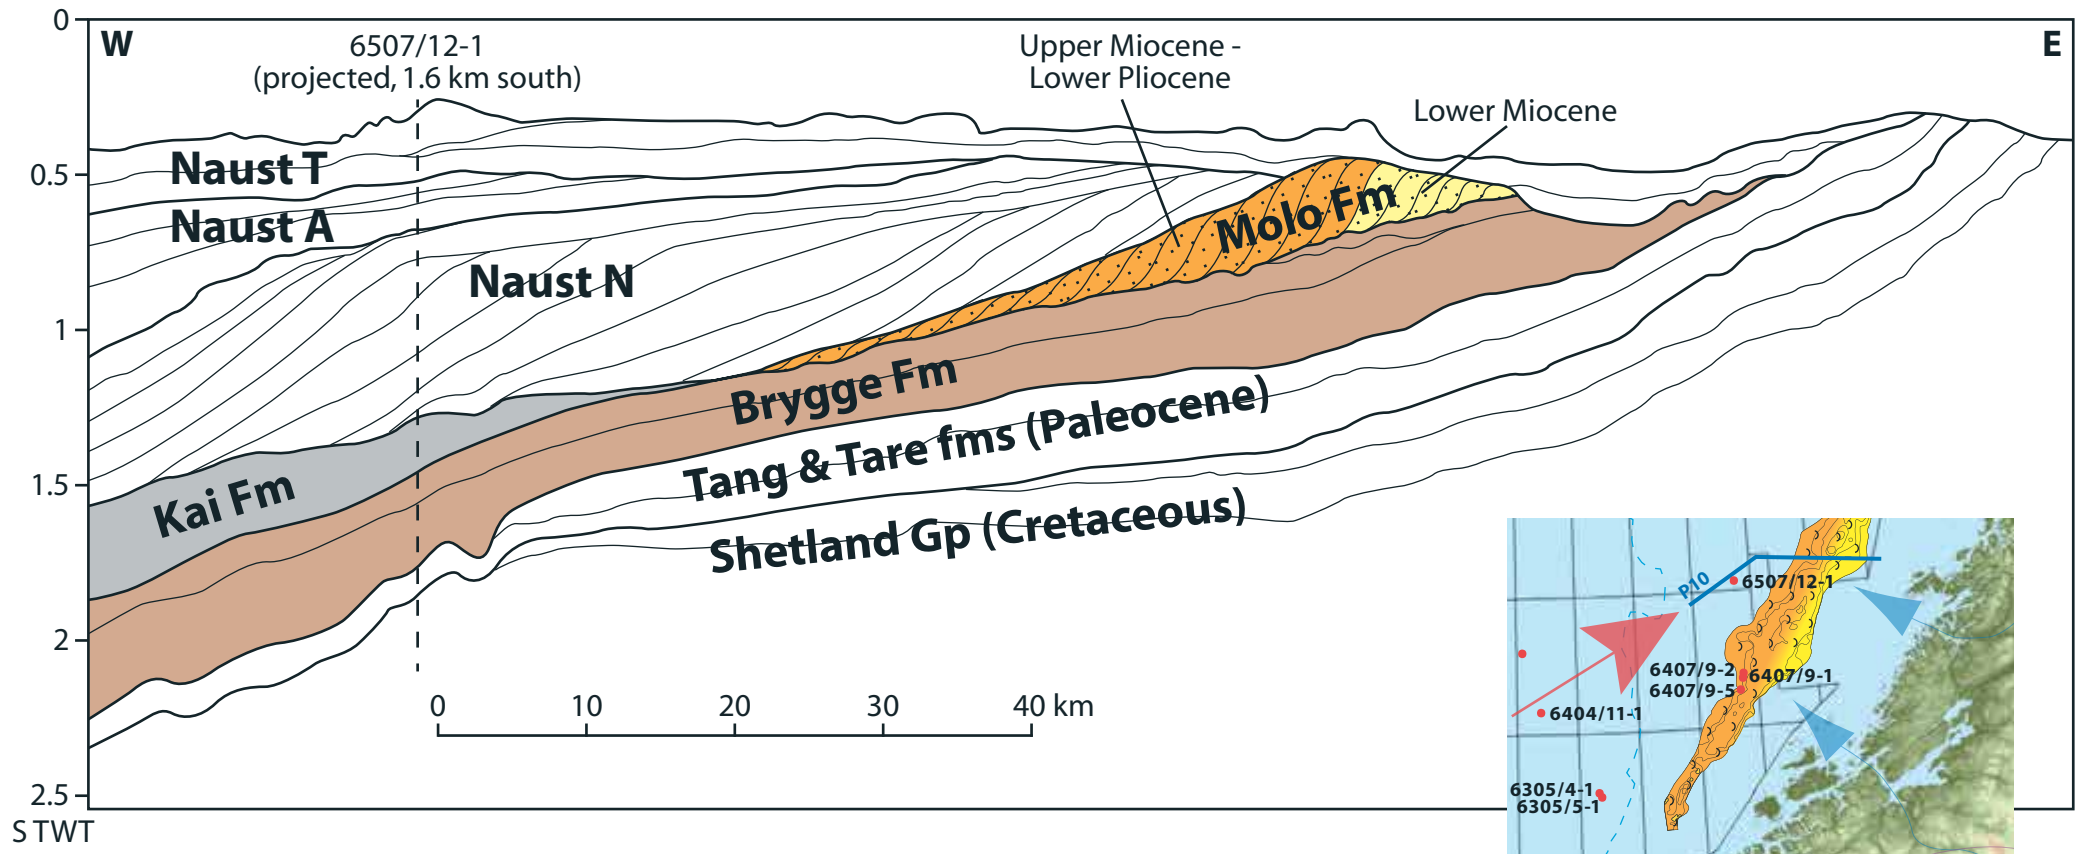 0
W
6507/12-1
(projected, 1.6 km south)
Upper Miocene -
Lower Pliocene
E
Lower Miocene
0.5
Naust T
Naust A
Molo Fm
Naust N
1
Brygge Fm
Tang & Tare fms (Paleocene)
1.5
Kai Fm
Shetland Gp (Cretaceous)
2
0 10 20 30 40 km
2.5
S TWT
P10
6507/12-1
6407/9-2
6407/9-1
6407/9-5
6404/11-1
6305/4-1
6305/5-1